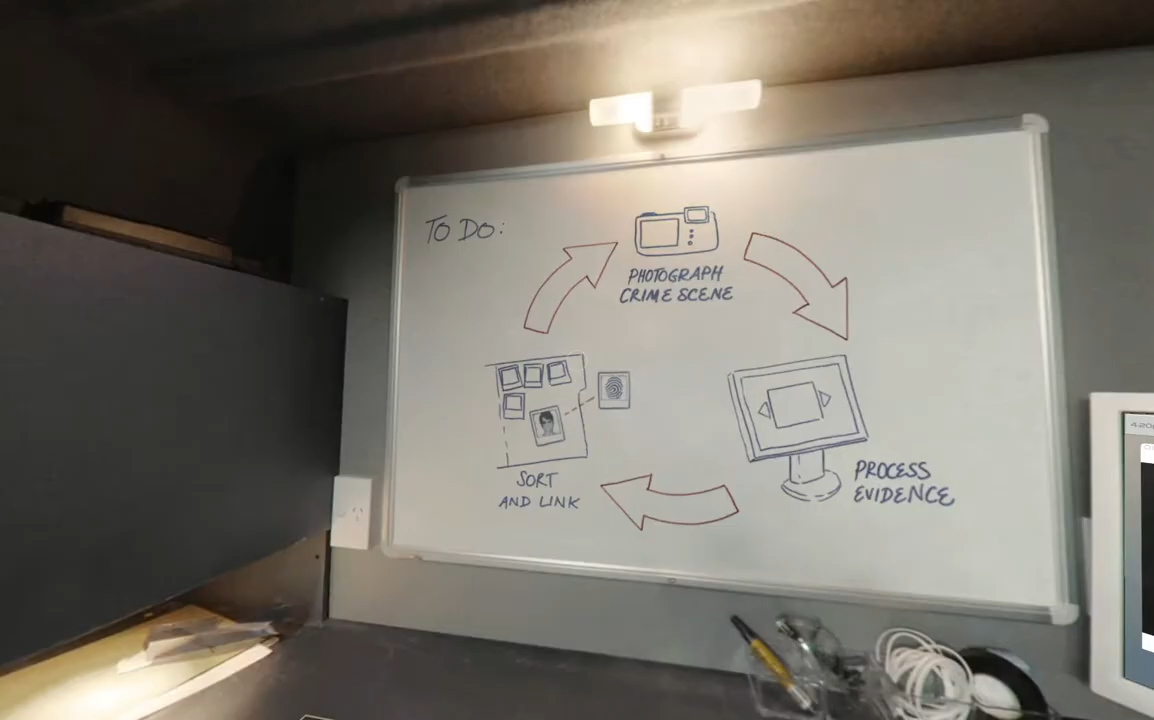 TO DO:
PHOTOGRAPH
CRIME SCENE
PROCESS
EVIDENCE
SORT
AND LINK